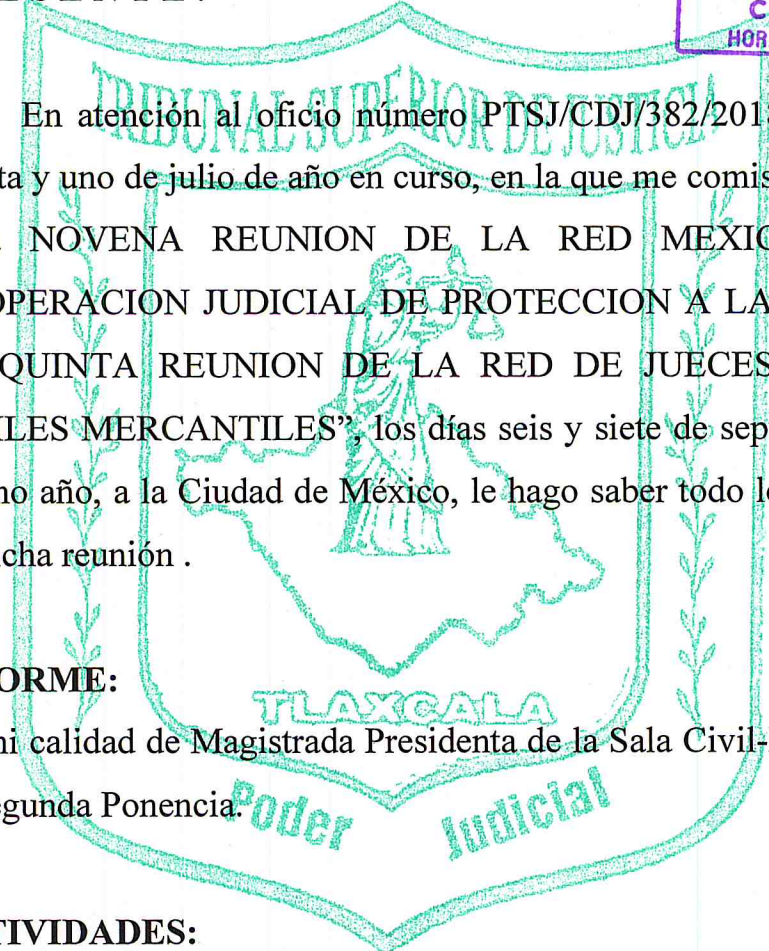 C
HOR
En atención al oficio número PTSJ/CDJ/382/201
ta y uno de julio de año en curso, en la que me comis
NOVENA REUNION DE LA RED MEXIC
OPERACION JUDICIAL DE PROTECCION A LA
QUINTA REUNION DE LA RED DE JUECES
ILES MERCANTILES”, los días seis y siete de sep
no año, a la Ciudad de México, le hago saber todo l
cha reunión .
ORME:
ni calidad de Magistrada Presidenta de la Sala Civil-
egunda Ponencia.
TIVIDADES:
TRIBUNAL SUPERIOR DE JUSTICIA
TLAXCALA
Poder Judicial